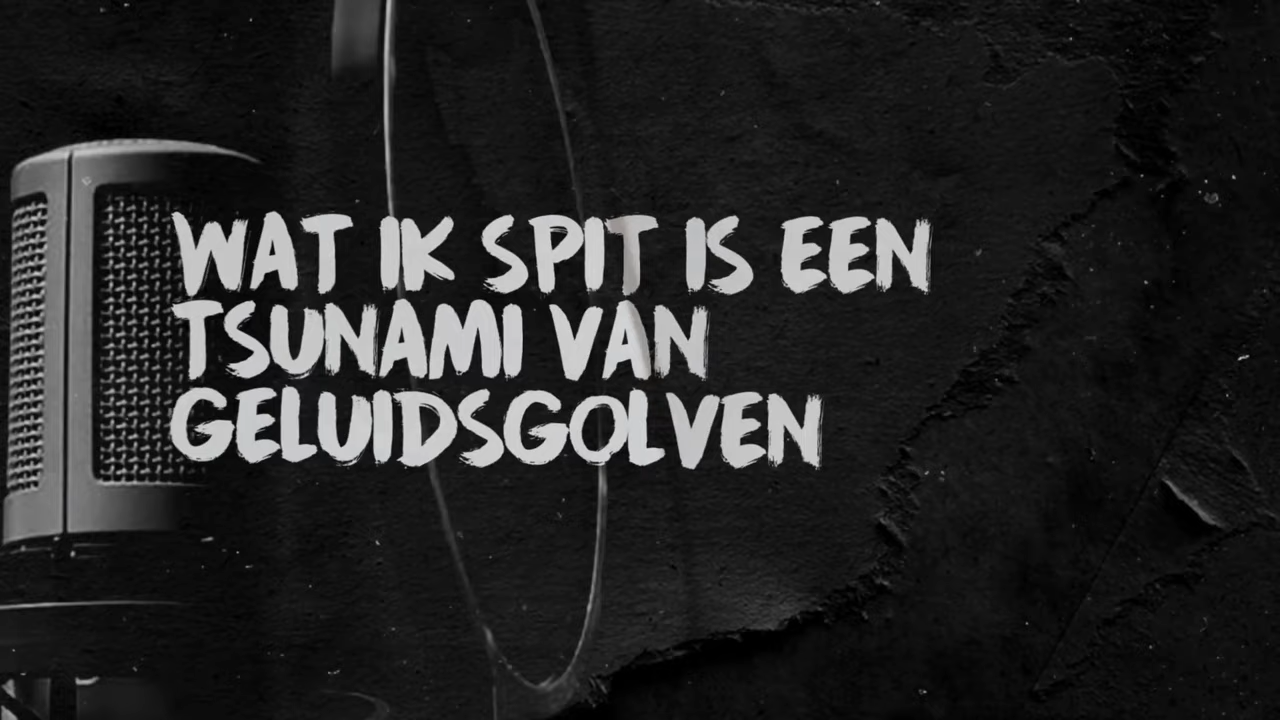 WAT IK SPIT IS EEN
TSUNAMI VAN
GELUIDSGOLVEN